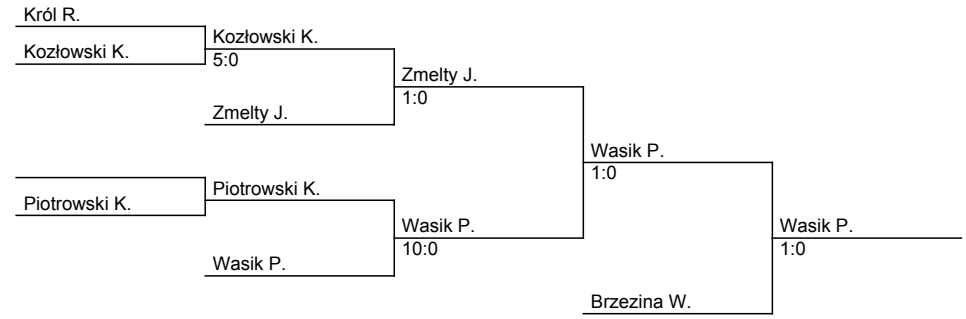 Król R.
Kozłowski K.
Kozłowski K.
5:0
Zmelty J.
Zmelty J.
1:0
Wasik P.
1:0
Piotrowski K.
Piotrowski K.
Wasik P.
10:0
Wasik P.
1:0
Wasik P.
Brzezina W.